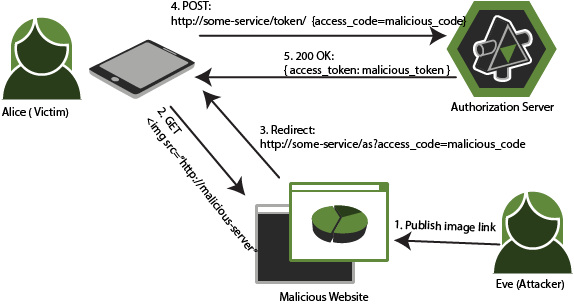 4. POST:
http://some-service/token/ {access_code=malicious_code}
5. 200 OK:
{ access_token: malicious_token }
Alice ( Victim)
Authorization Server
2. GET
<img src="http://malicious-server"
3. Redirect:
http://some-service/as?access_code=malicious_code
1. Publish image link
Eve (Attacker)
Malicious Website